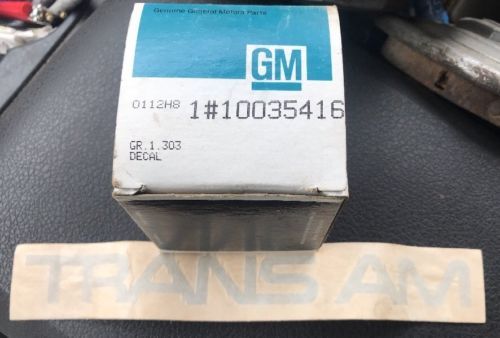 Genuine General Motors Parts
GM
0112H8 1#10035416
GR.1.303
DECAL
TRANS AM